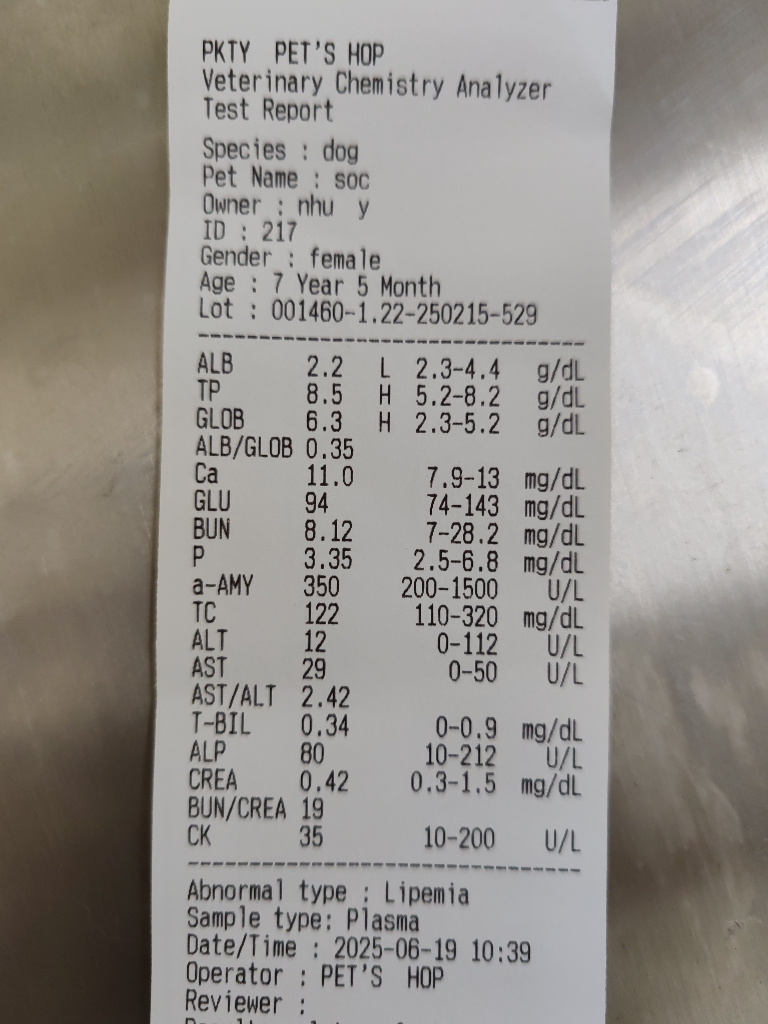 PKTY PET'S HOP
Veterinary Chemistry Analyzer
Test Report
Species : dog
Pet Name : soc
Owner : nhu y
ID : 217
Gender : female
Age : 7 Year 5 Month
Lot : 001460-1.22-250215-529
ALB 2.2 L 2.3-4.4 g/dL
TP 8.5 H 5.2-8.2 g/dL
GLOB 6.3 H 2.3-5.2 g/dL
ALB/GLOB 0.35
Ca 11.0 7.9-13 mg/dL
GLU 94 74-143 mg/dL
BUN 8.12 7-28.2 mg/dL
P 3.35 2.5-6.8 mg/dL
a-AMY 350 200-1500 U/L
TC 122 110-320 mg/dL
ALT 12 0-112 U/L
AST 29 0-50 U/L
AST/ALT 2.42
T-BIL 0.34 0-0.9 mg/dL
ALP 80 10-212 U/L
CREA 0.42 0.3-1.5 mg/dL
BUN/CREA 19
CK 35 10-200 U/L
Abnormal type : Lipemia
Sample type: Plasma
Date/Time : 2025-06-19 10:39
Operator : PET'S HOP
Reviewer :